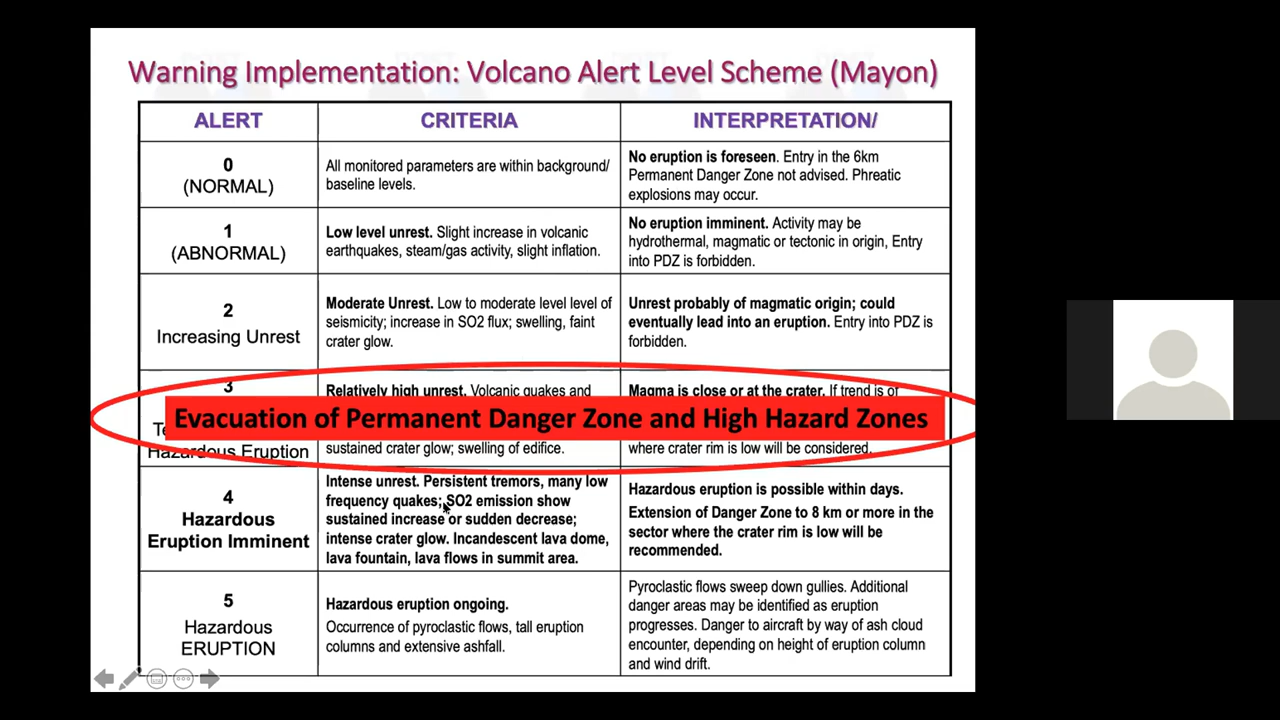 Warning Implementation: Volcano Alert Level Scheme (Mayon)
ALERT
CRITERIA
INTERPRETATION/
0
(NORMAL)
All monitored parameters are within background/
baseline levels.
No eruption is foreseen. Entry in the 6km
Permanent Danger Zone not advised. Phreatic
explosions may occur.
1
(ABNORMAL)
Low level unrest. Slight increase in volcanic
earthquakes, steam/gas activity, slight inflation.
No eruption imminent. Activity may be
hydrothermal, magmatic or tectonic in origin, Entry
into PDZ is forbidden.
2
Increasing Unrest
Moderate Unrest. Low to moderate level level of
seismicity; increase in SO2 flux; swelling, faint
crater glow.
Unrest probably of magmatic origin; could
eventually lead into an eruption. Entry into PDZ is
forbidden.
3
Hazardous Eruption
Relatively high unrest. Volcanic quakes and
sustained crater glow; swelling of edifice.
Magma is close or at the crater. If trend is of
where crater rim is low will be considered.
Evacuation of Permanent Danger Zone and High Hazard Zones
4
Hazardous
Eruption Imminent
Intense unrest. Persistent tremors, many low
frequency quakes; SO2 emission show
sustained increase or sudden decrease;
intense crater glow. Incandescent lava dome,
lava fountain, lava flows in summit area.
Hazardous eruption is possible within days.
Extension of Danger Zone to 8 km or more in the
sector where the crater rim is low will be
recommended.
5
Hazardous
ERUPTION
Hazardous eruption ongoing.
Occurrence of pyroclastic flows, tall eruption
columns and extensive ashfall.
Pyroclastic flows sweep down gullies. Additional
danger areas may be identified as eruption
progresses. Danger to aircraft by way of ash cloud
encounter, depending on height of eruption column
and wind drift.